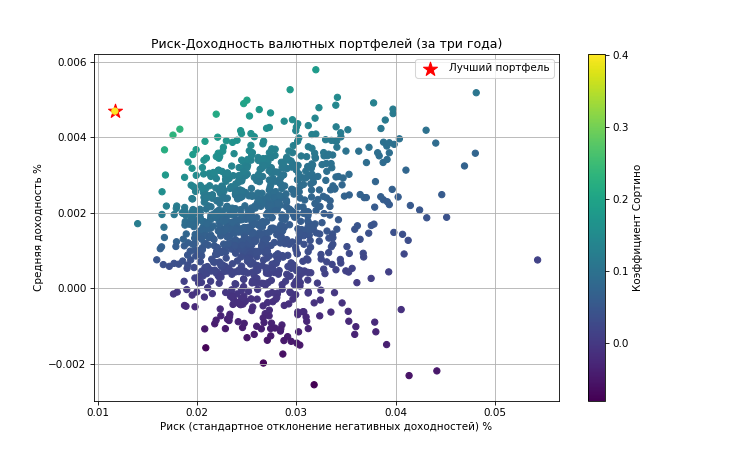 Риск-Доходность валютных портфелей (за три года)
Лучший портфель
Средняя доходность %
0.006
0.004
0.002
0.000
−0.002
0.01 0.02 0.03 0.04 0.05
Риск (стандартное отклонение негативных доходностей) %
0.4
0.3
0.2
0.1
0.0
Коэффициент Сортино